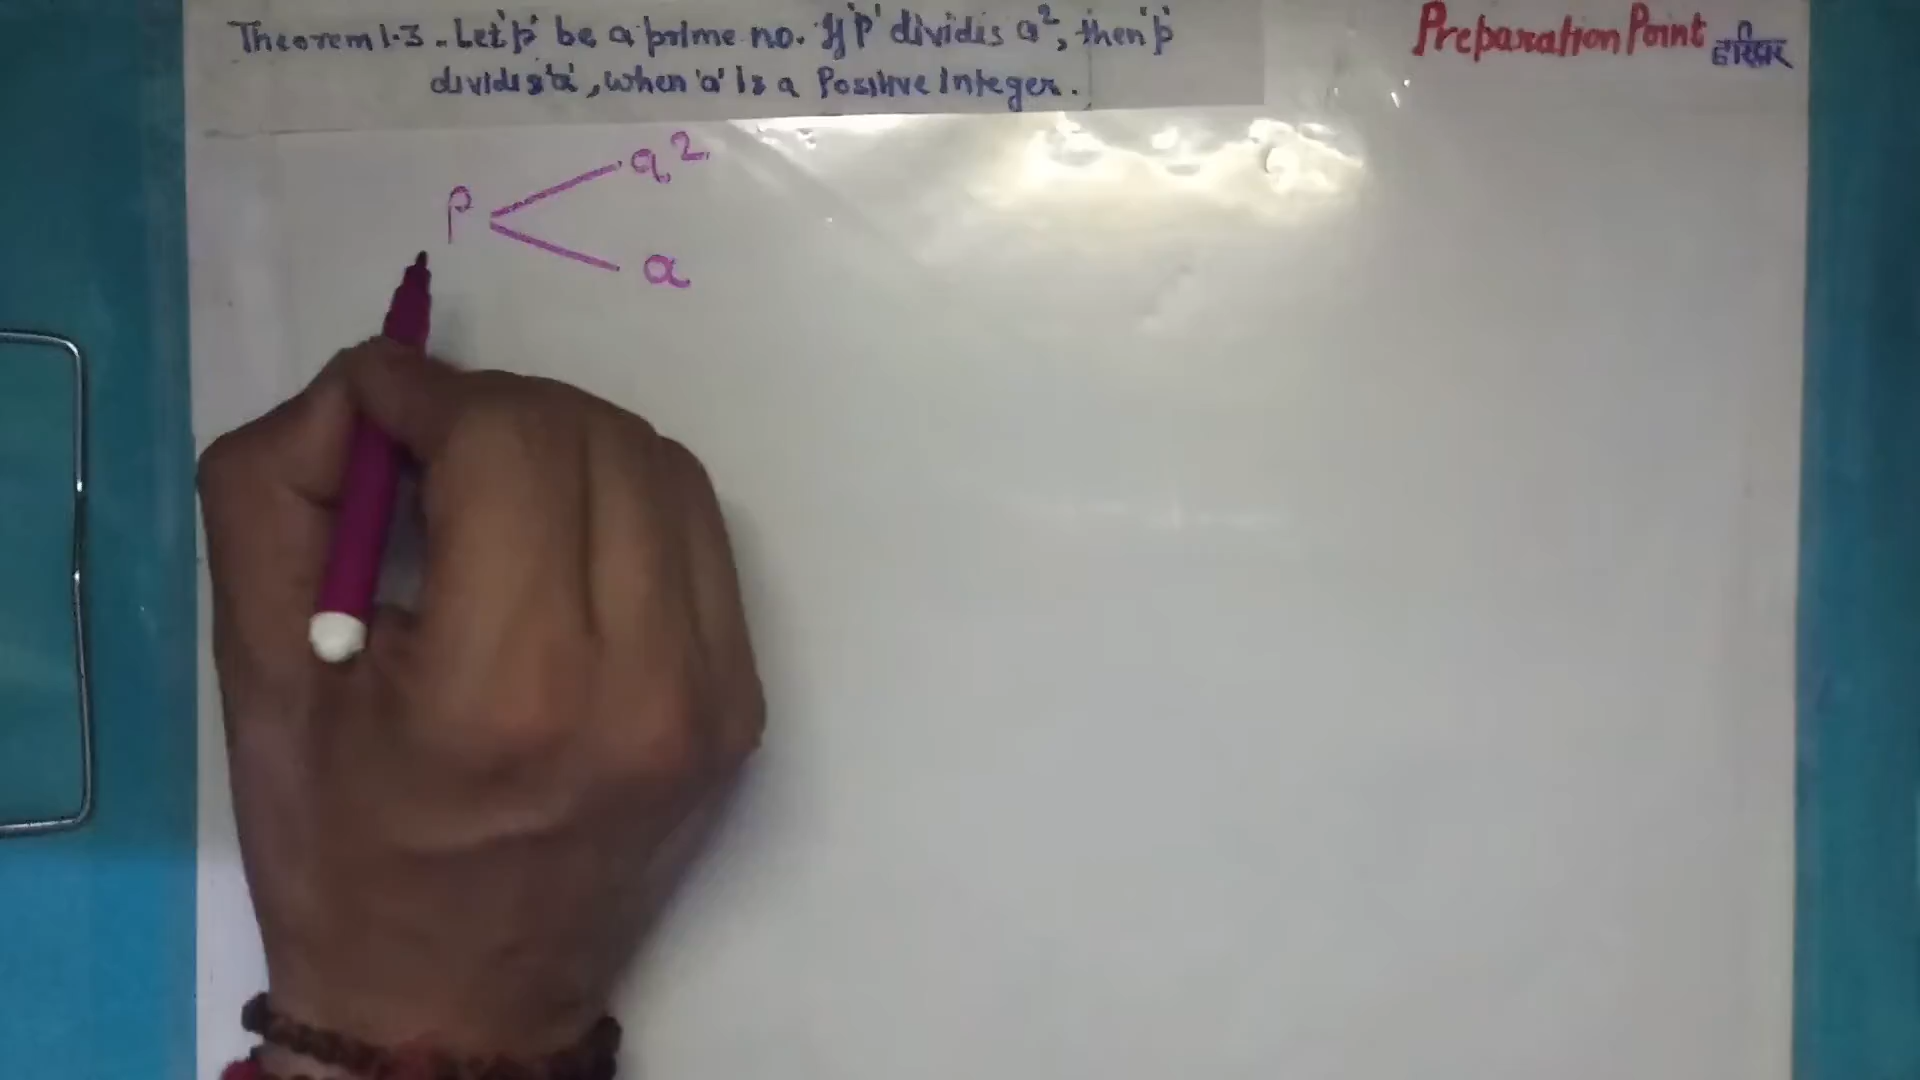 Theorem 1.3. Let 'p' be a prime no. If 'p' divides a², then 'p'
divides 'a', when 'a' is a Positive Integer.
Preparation Point
P
a²
a